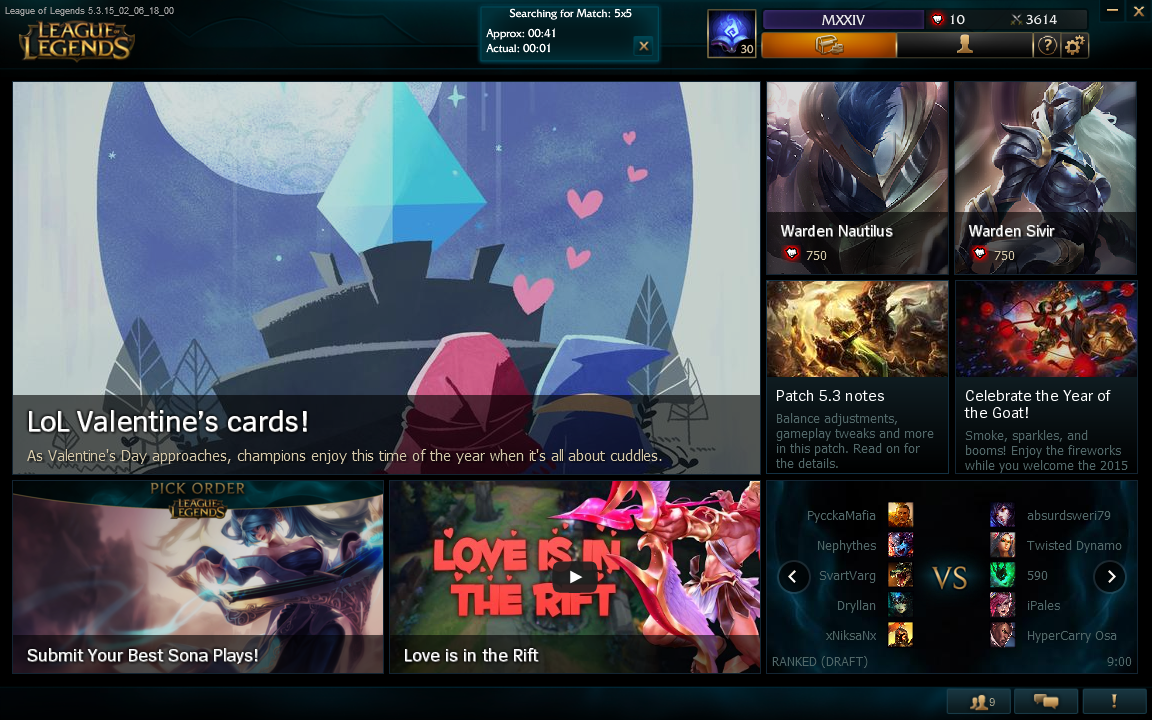 League of Legends 5.3.15_02_06_18_00
LEAGUE OF LEGENDS
Searching for Match: 5x5
Approx: 00:41
Actual: 00:01
30
MXXIV
10
3614
?
LoL Valentine's cards!
As Valentine's Day approaches, champions enjoy this time of the year when it's all about cuddles.
Warden Nautilus
750
Warden Sivir
750
Patch 5.3 notes
Balance adjustments,
gameplay tweaks and more
in this patch. Read on for
the details.
Celebrate the Year of
the Goat!
Smoke, sparkles, and
booms! Enjoy the fireworks
while you welcome the 2015
PICK ORDER
LEAGUE OF LEGENDS
Submit Your Best Sona Plays!
LOVE IS IN
THE RIFT
Love is in the Rift
PycckaMafia
absurdsweri79
Nephythes
Twisted Dynamo
SvartVarg
VS
590
Dryllan
iPales
xNiksaNx
HyperCarry Osa
RANKED (DRAFT)
9:00
9
!